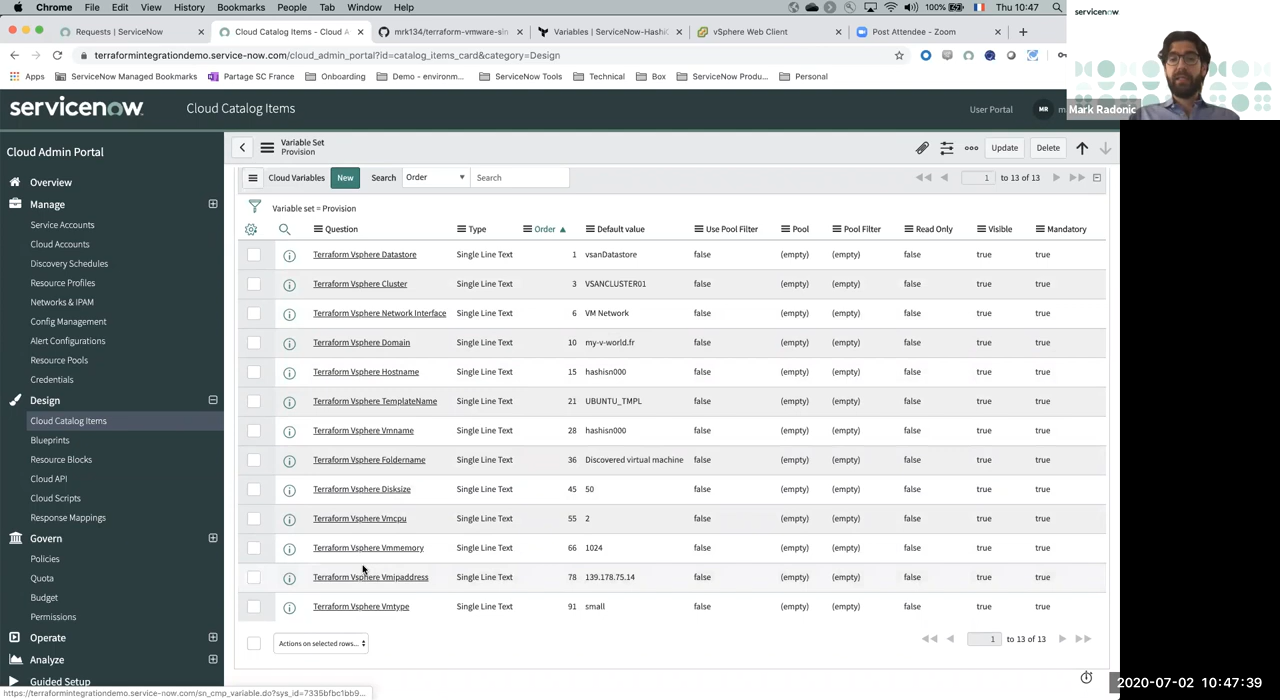 Chrome File Edit View History Bookmarks People Tab Window Help 100% Thu 10:47
Requests | ServiceNow
Cloud Catalog Items - Cloud A
mrk134/terraform-vmware-sin
Variables | ServiceNow-HashiC
vSphere Web Client
Post Attendee - Zoom
terraformintegrationdemo.service-now.com/cloud_admin_portal?id=catalog_items_card&category=Design
Apps ServiceNow Managed Bookmarks Partage SC France Onboarding Demo - environm... ServiceNow Tools Technical Box ServiceNow Produ... Personal
servicenow
Mark Radonic
servicenow Cloud Catalog Items User Portal MR
Cloud Admin Portal
Overview
Manage
Service Accounts
Cloud Accounts
Discovery Schedules
Resource Profiles
Networks & IPAM
Config Management
Alert Configurations
Resource Pools
Credentials
Design
Cloud Catalog Items
Blueprints
Resource Blocks
Cloud API
Cloud Scripts
Response Mappings
Govern
Policies
Quota
Budget
Permissions
Operate
Analyze
Guided Setup
Variable Set
Provision
Update Delete
Cloud Variables New Search Order Search 1 to 13 of 13
Variable set = Provision
Question Type Order Default value Use Pool Filter Pool Pool Filter Read Only Visible Mandatory
Terraform Vsphere Datastore Single Line Text 1 vsanDatastore false (empty) (empty) false true true
Terraform Vsphere Cluster Single Line Text 3 VSANCLUSTER01 false (empty) (empty) false true true
Terraform Vsphere Network Interface Single Line Text 6 VM Network false (empty) (empty) false true true
Terraform Vsphere Domain Single Line Text 10 my-v-world.fr false (empty) (empty) false true true
Terraform Vsphere Hostname Single Line Text 15 hashisn000 false (empty) (empty) false true true
Terraform Vsphere TemplateName Single Line Text 21 UBUNTU_TMPL false (empty) (empty) false true true
Terraform Vsphere Vmname Single Line Text 28 hashisn000 false (empty) (empty) false true true
Terraform Vsphere Foldername Single Line Text 36 Discovered virtual machine false (empty) (empty) false true true
Terraform Vsphere Disksize Single Line Text 45 50 false (empty) (empty) false true true
Terraform Vsphere Vmcpu Single Line Text 55 2 false (empty) (empty) false true true
Terraform Vsphere Vmmemory Single Line Text 66 1024 false (empty) (empty) false true true
Terraform Vsphere Vmipaddress Single Line Text 78 139.178.75.14 false (empty) (empty) false true true
Terraform Vsphere Vmtype Single Line Text 91 small false (empty) (empty) false true true
Actions on selected rows... 1 to 13 of 13
https://terraformintegrationdemo.service-now.com/sn_cmp_variable.do?sys_id=7335bfbc1bb9...
2020-07-02 10:47:39